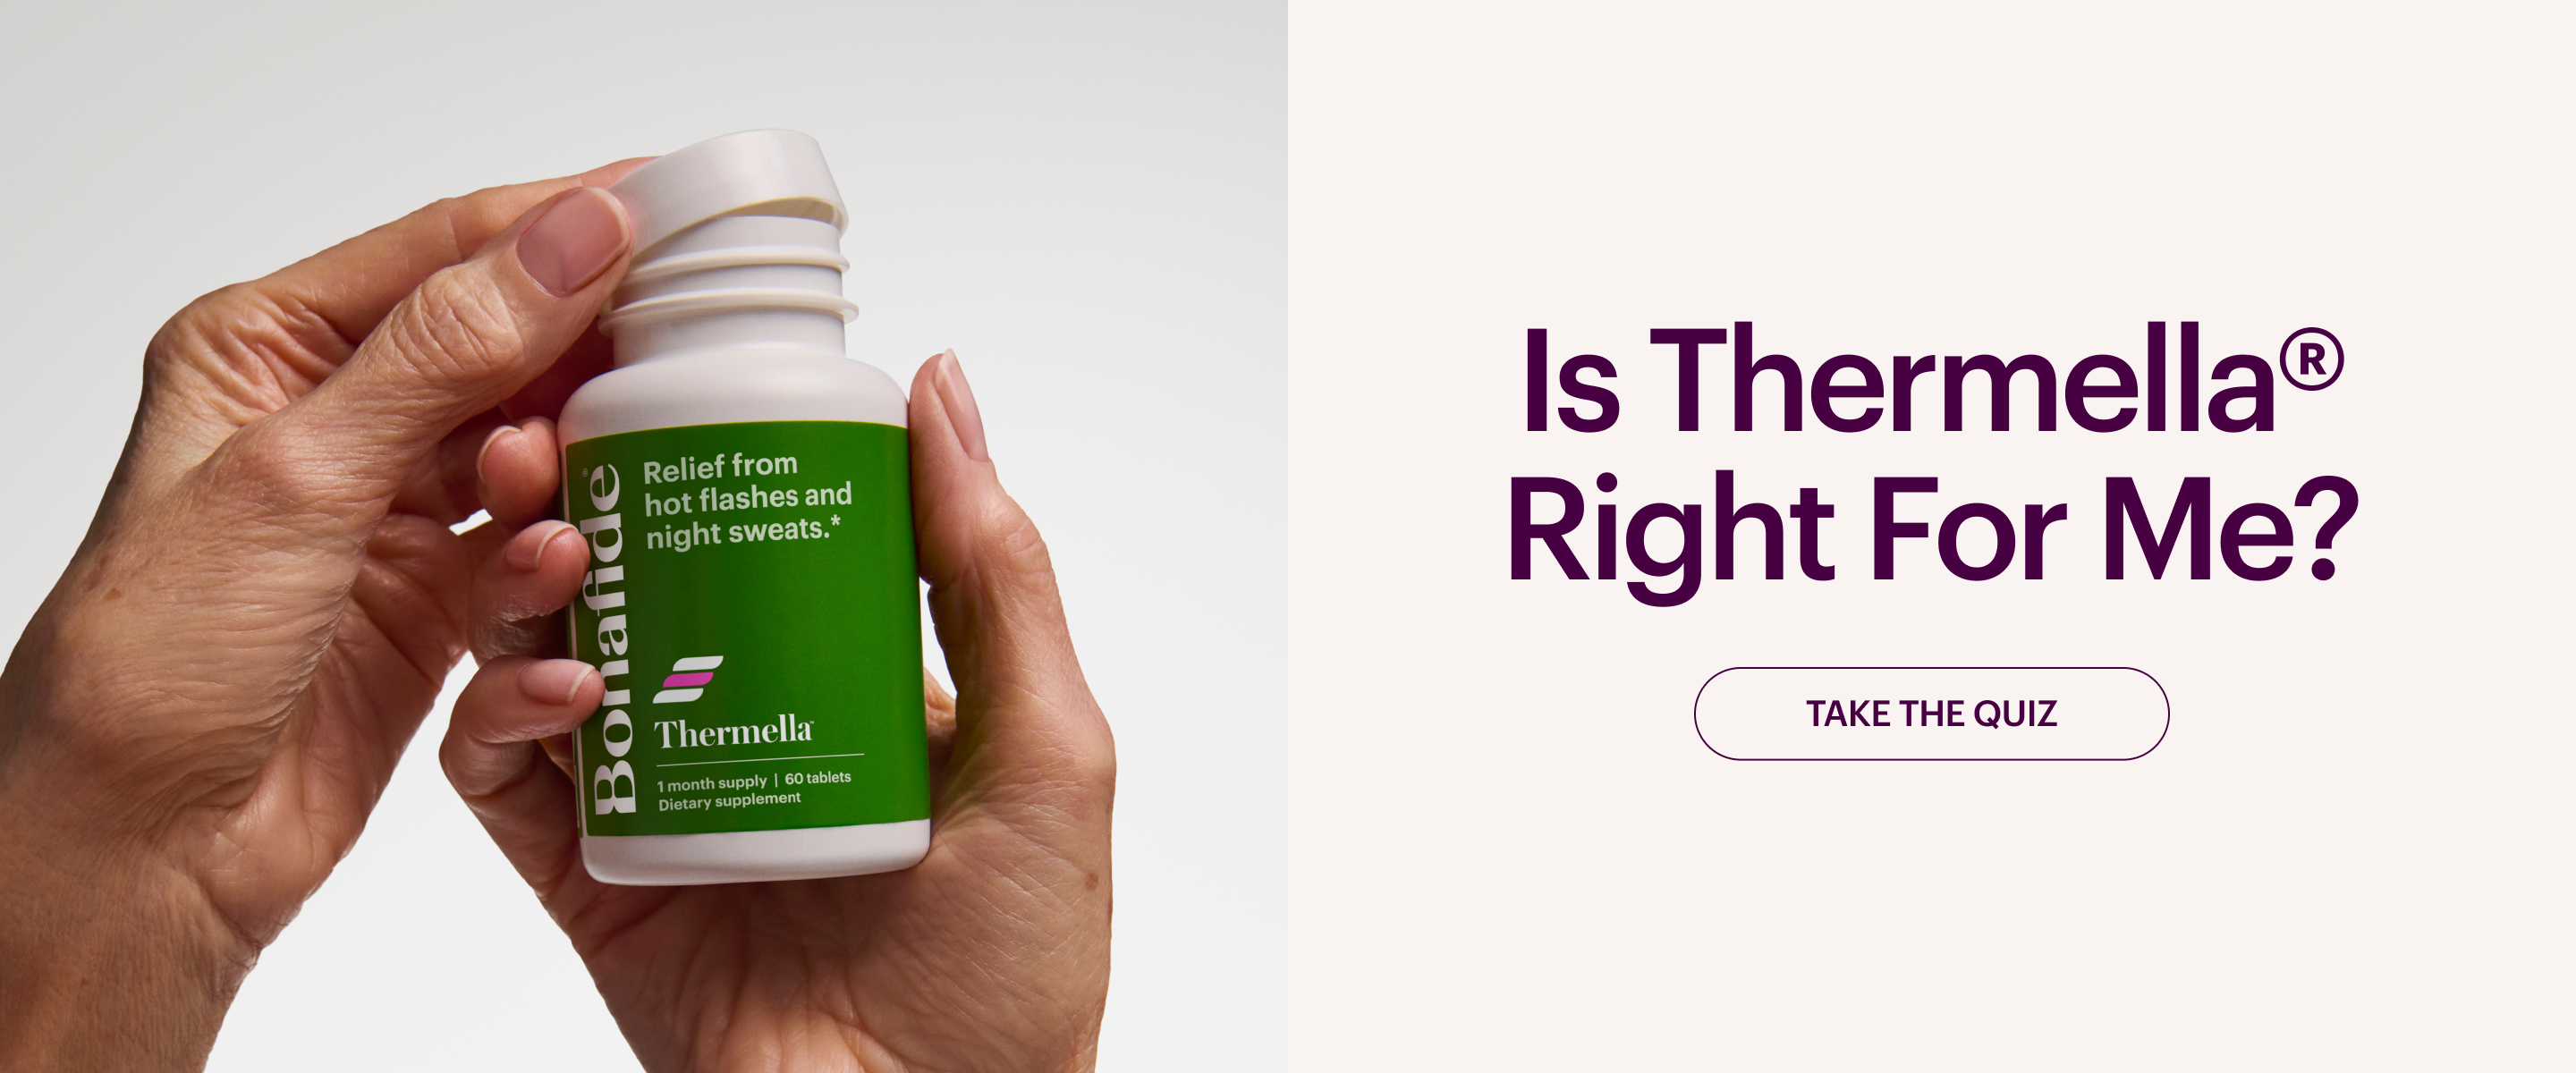 Bonafide®
Relief from
hot flashes and
night sweats.*
Thermella™
1 month supply | 60 tablets
Dietary supplement
Is Thermella®
Right For Me?
TAKE THE QUIZ